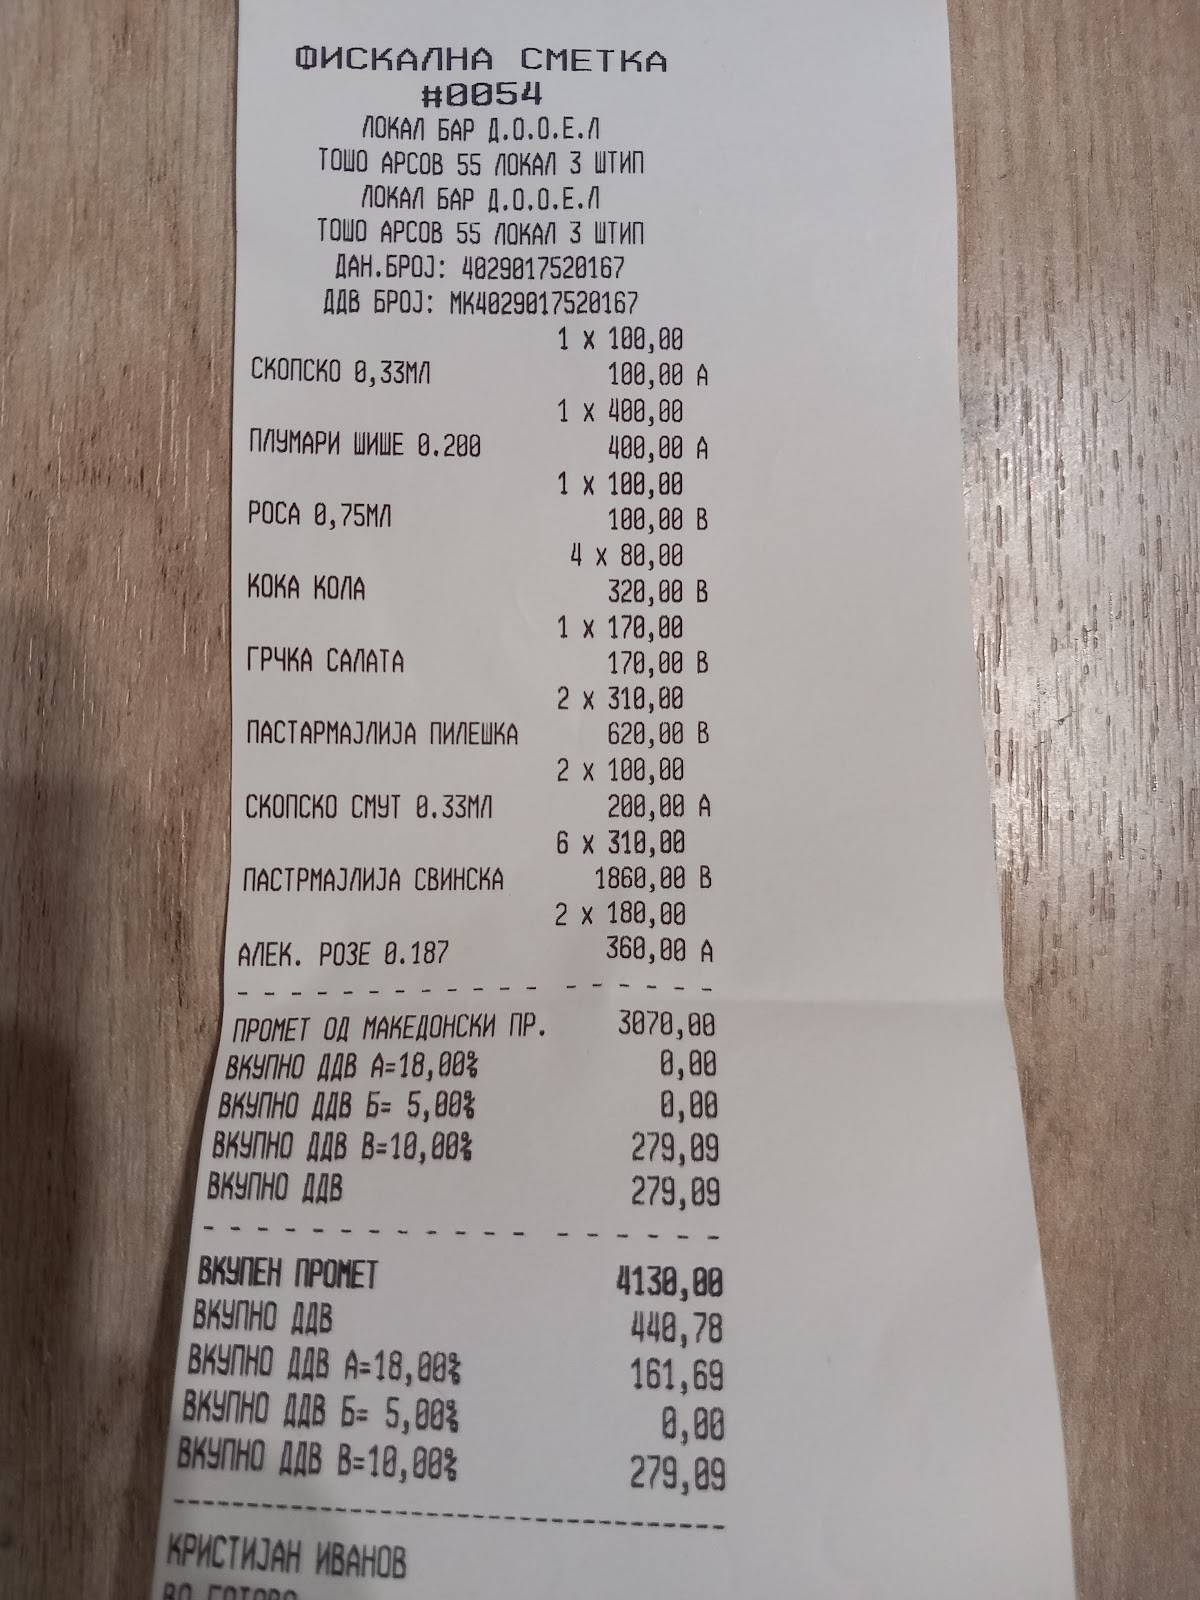 ФИСКАЛНА СМЕТКА
#0054
ЛОКАЛ БАР Д.О.О.Е.Л
ТОШО АРСОВ 55 ЛОКАЛ 3 ШТИП
ЛОКАЛ БАР Д.О.О.Е.Л
ТОШО АРСОВ 55 ЛОКАЛ 3 ШТИП
ДАН.БРОЈ: 4029017520167
ДДВ БРОЈ: МК4029017520167
1 x 100,00
СКОПСКО 0,33МЛ 100,00 А
1 x 400,00
ПЛУМАРИ ШИШЕ 0.200 400,00 А
1 x 100,00
РОСА 0,75МЛ 100,00 В
4 x 80,00
КОКА КОЛА 320,00 В
1 x 170,00
ГРЧКА САЛАТА 170,00 В
2 x 310,00
ПАСТАРМАЈЛИЈА ПИЛЕШКА 620,00 В
2 x 100,00
СКОПСКО СМУТ 0.33МЛ 200,00 А
6 x 310,00
ПАСТРМАЈЛИЈА СВИНСКА 1860,00 В
2 x 180,00
АЛЕК. РОЗЕ 0.187 360,00 А
ПРОМЕТ ОД МАКЕДОНСКИ ПР. 3070,00
ВКУПНО ДДВ А=18,00% 0,00
ВКУПНО ДДВ Б= 5,00% 0,00
ВКУПНО ДДВ В=10,00% 279,09
ВКУПНО ДДВ 279,09
ВКУПЕН ПРОМЕТ 4130,00
ВКУПНО ДДВ 440,78
ВКУПНО ДДВ А=18,00% 161,69
ВКУПНО ДДВ Б= 5,00% 0,00
ВКУПНО ДДВ В=10,00% 279,09
КРИСТИЈАН ИВАНОВ
ВО ГОТОВО